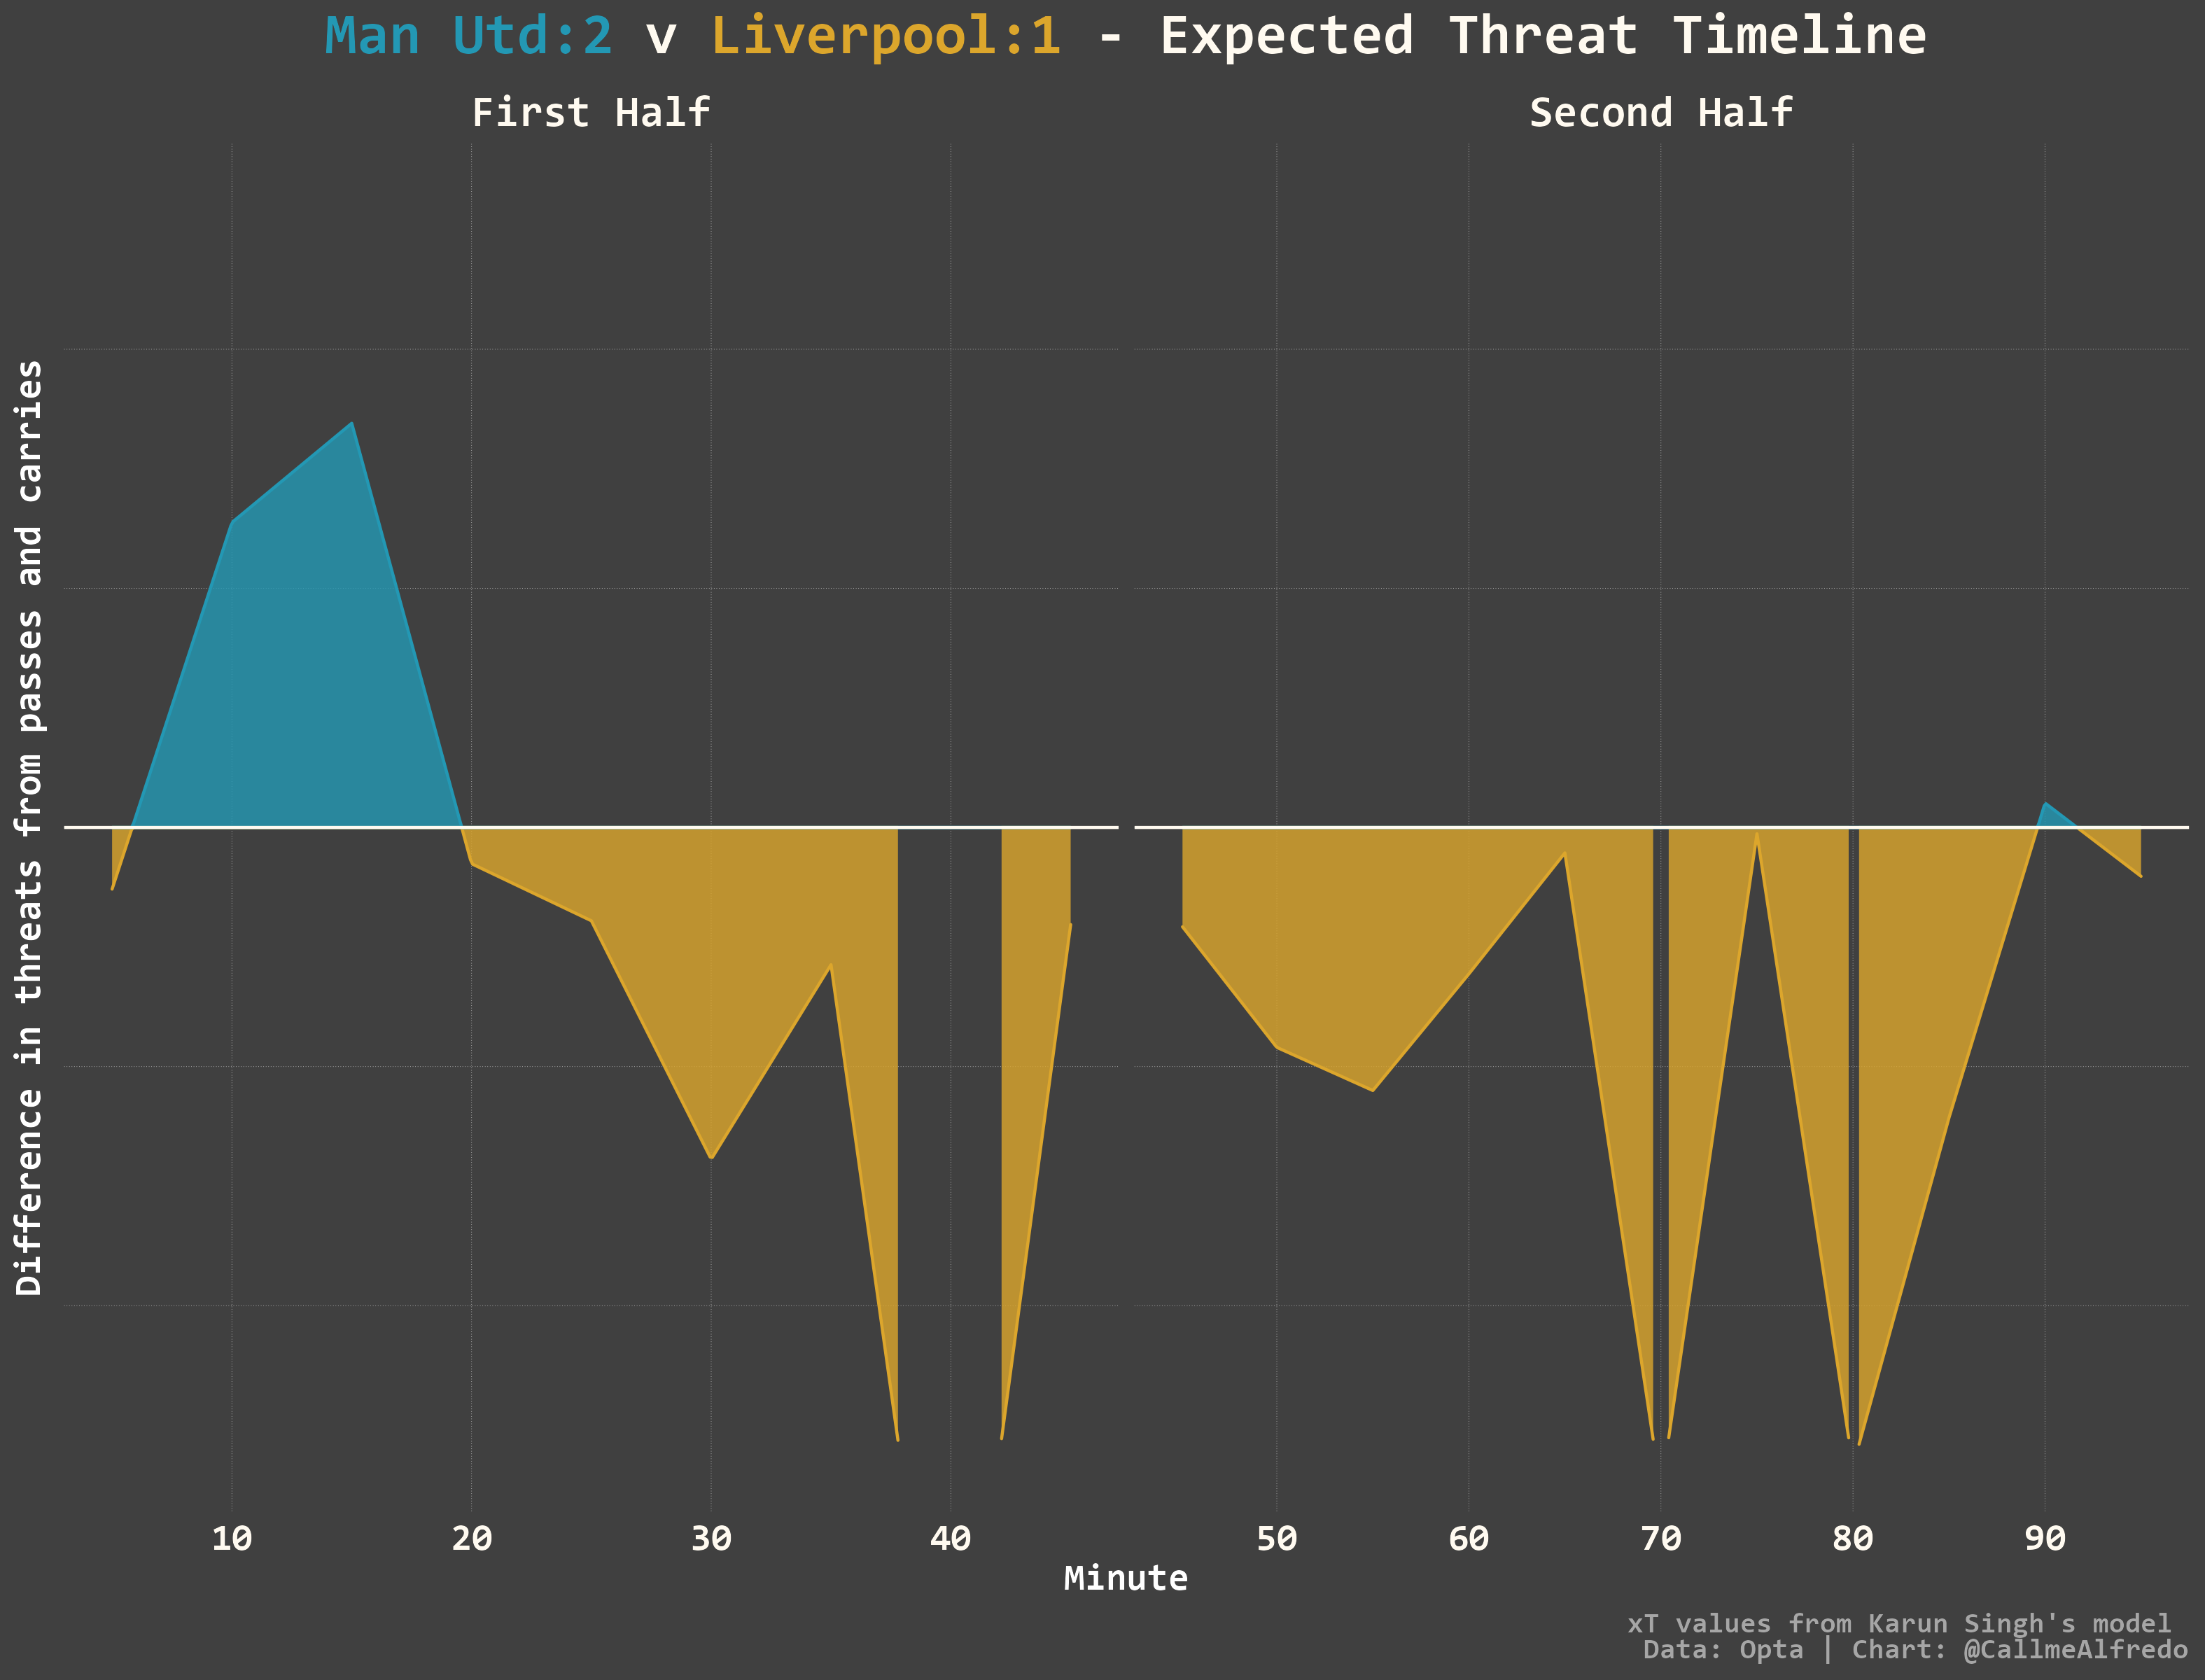 Man Utd:2 v Liverpool:1 - Expected Threat Timeline
First Half
Second Half
Difference in threats from passes and carries
10 20 30 40 50 60 70 80 90
Minute
xT values from Karun Singh's model
Data: Opta | Chart: @CallmeAlfredo